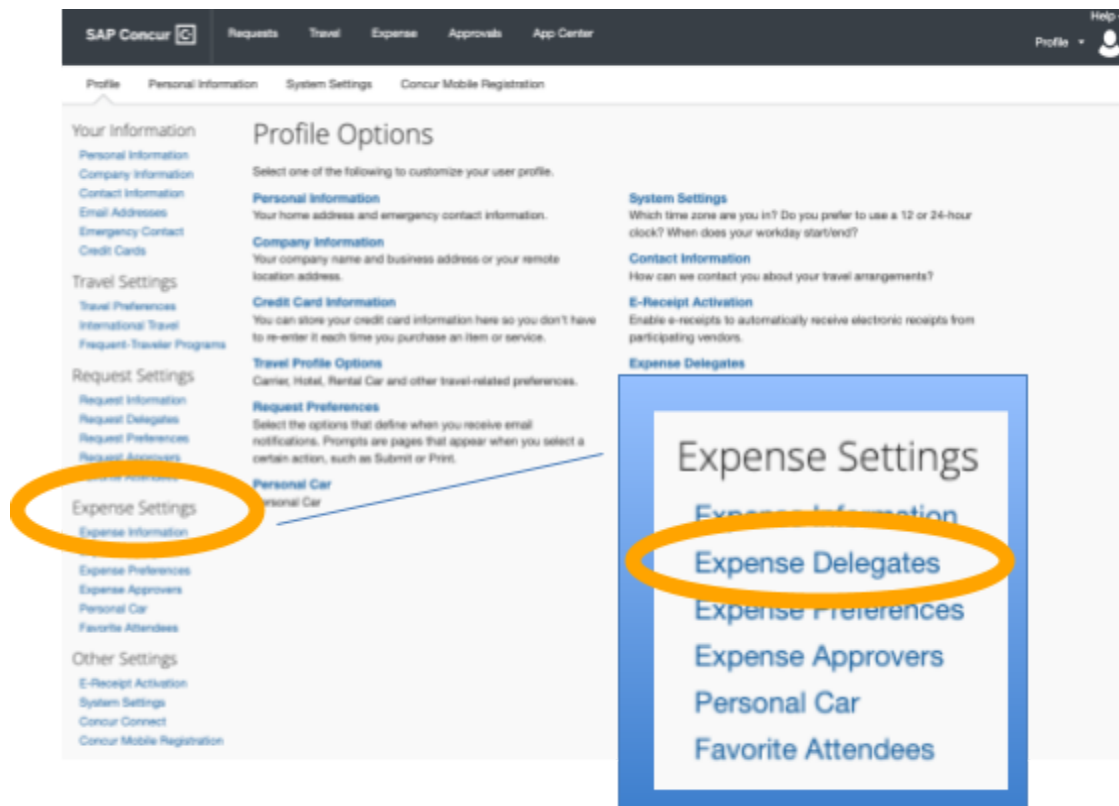 Help
SAP Concur C
Requests Travel Expense Approvals App Center
Profile
Profile Personal Information System Settings Concur Mobile Registration
Your Information
Personal Information
Company Information
Contact Information
Email Addresses
Emergency Contact
Credit Cards
Travel Settings
Travel Preferences
International Travel
Frequent-Traveler Programs
Request Settings
Request Information
Request Delegates
Request Preferences
Request Approvers
Favorite Attendees
Expense Settings
Expense Information
Expense Preferences
Expense Approvers
Personal Car
Favorite Attendees
Other Settings
E-Receipt Activation
System Settings
Concur Connect
Concur Mobile Registration
Profile Options
Select one of the following to customize your user profile.
Personal Information
Your home address and emergency contact information.
Company Information
Your company name and business address or your remote
location address.
Credit Card Information
You can store your credit card information here so you don't have
to re-enter it each time you purchase an item or service.
Travel Profile Options
Carrier, Hotel, Rental Car and other travel-related preferences.
Request Preferences
Select the options that define when you receive email
notifications. Prompts are pages that appear when you select a
certain action, such as Submit or Print.
Personal Car
Personal Car
System Settings
Which time zone are you in? Do you prefer to use a 12 or 24-hour
clock? When does your workday start/end?
Contact Information
How can we contact you about your travel arrangements?
E-Receipt Activation
Enable e-receipts to automatically receive electronic receipts from
participating vendors.
Expense Delegates
Expense Settings
Expense Information
Expense Delegates
Expense Preferences
Expense Approvers
Personal Car
Favorite Attendees